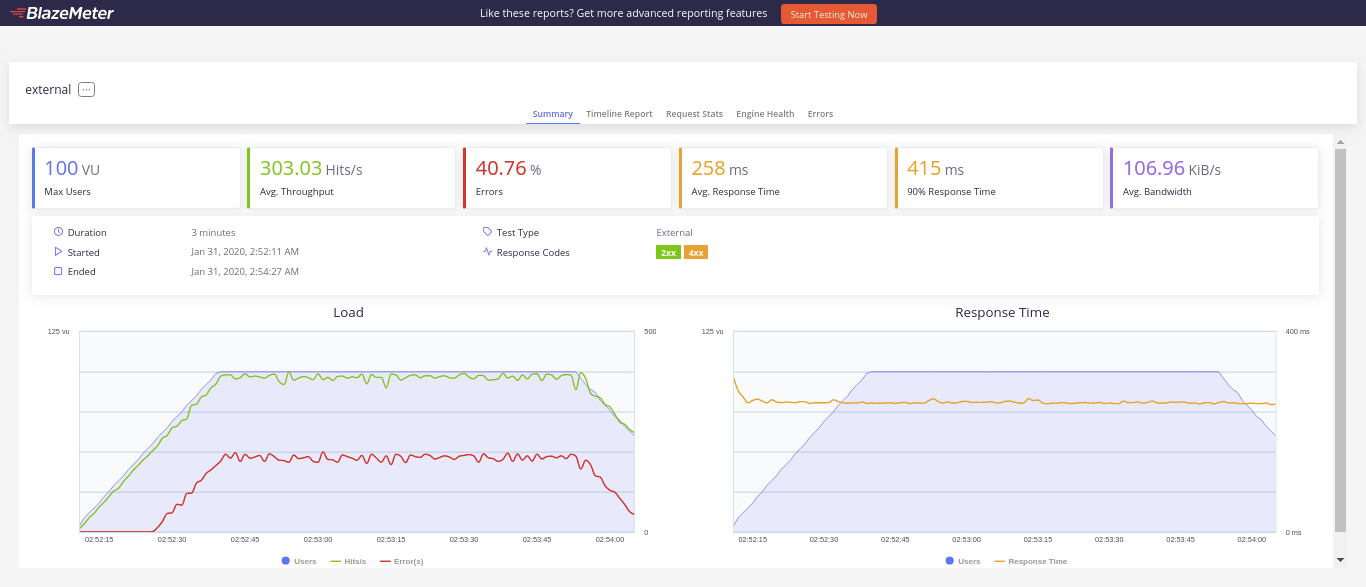 BlazeMeter
Like these reports? Get more advanced reporting features
Start Testing Now
external
Summary Timeline Report Request Stats Engine Health Errors
100 VU
Max Users
303.03 Hits/s
Avg. Throughput
40.76 %
Errors
258 ms
Avg. Response Time
415 ms
90% Response Time
106.96 KiB/s
Avg. Bandwidth
Duration 3 minutes
Started Jan 31, 2020, 2:52:11 AM
Ended Jan 31, 2020, 2:54:27 AM
Test Type External
Response Codes 2xx 4xx
Load
125 vu 500
0
02:52:15 02:52:30 02:52:45 02:53:00 02:53:15 02:53:30 02:53:45 02:54:00
Users Hits/s Error(s)
Response Time
125 vu 400 ms
0 ms
02:52:15 02:52:30 02:52:45 02:53:00 02:53:15 02:53:30 02:53:45 02:54:00
Users Response Time